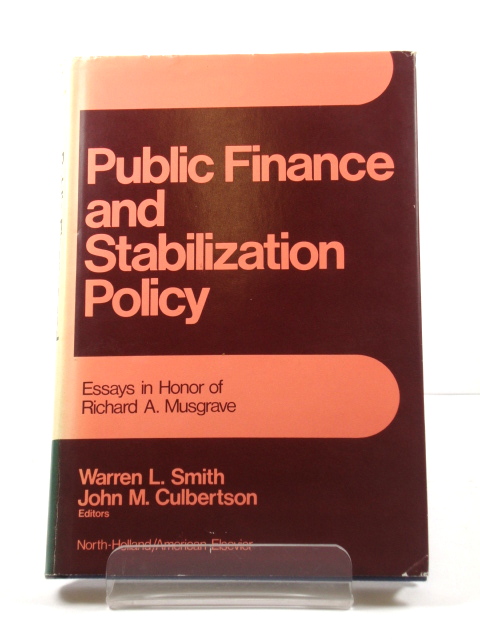 Public Finance
and
Stabilization
Policy
Essays in Honor of
Richard A. Musgrave
Warren L. Smith
John M. Culbertson
Editors
North-Holland/American Elsevier